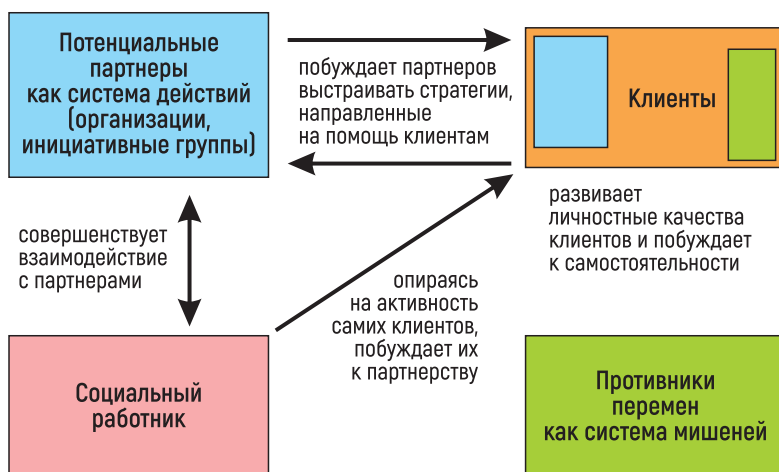 Потенциальные
партнеры
как система действий
(организации,
инициативные группы)
побуждает партнеров
выстраивать стратегии,
направленные
на помощь клиентам
Клиенты
совершенствует
взаимодействие
с партнерами
развивает
личностные качества
клиентов и побуждает
к самостоятельности
опираясь
на активность
самих клиентов,
побуждает их
к партнерству
Социальный
работник
Противники
перемен
как система мишеней